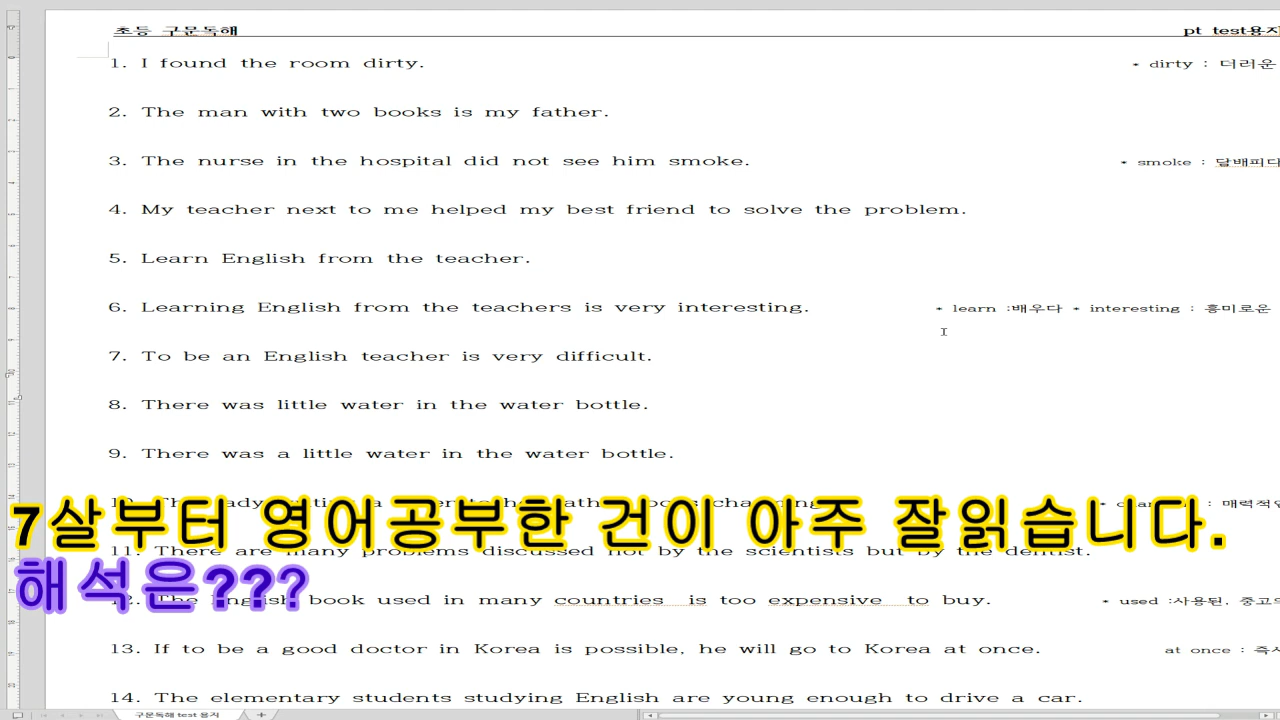 초등 구문독해 pt test용지
1. I found the room dirty. * dirty : 더러운
2. The man with two books is my father.
3. The nurse in the hospital did not see him smoke. * smoke : 담배피다
4. My teacher next to me helped my best friend to solve the problem.
5. Learn English from the teacher.
6. Learning English from the teachers is very interesting. * learn :배우다 * interesting : 흥미로운
7. To be an English teacher is very difficult.
8. There was little water in the water bottle.
9. There was a little water in the water bottle.
7살부터 영어공부한 건이 아주 잘읽습니다.
11. There are many problems discussed not by the scientists but by the dentist.
해석은???
12. The English book used in many countries is too expensive to buy. * used :사용된, 중고의
13. If to be a good doctor in Korea is possible, he will go to Korea at once. at once : 즉시
14. The elementary students studying English are young enough to drive a car.
구문독해 test 용지